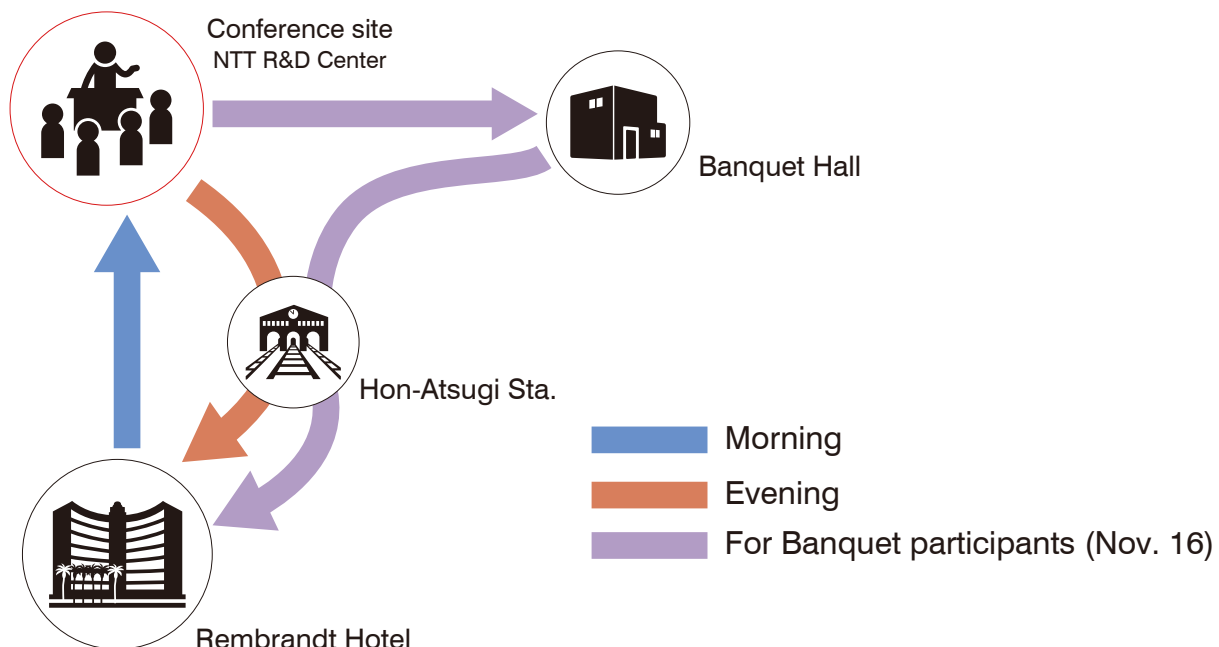 Conference site
NTT R&D Center
Banquet Hall
Hon-Atsugi Sta.
Morning
Evening
For Banquet participants (Nov. 16)
Rembrandt Hotel